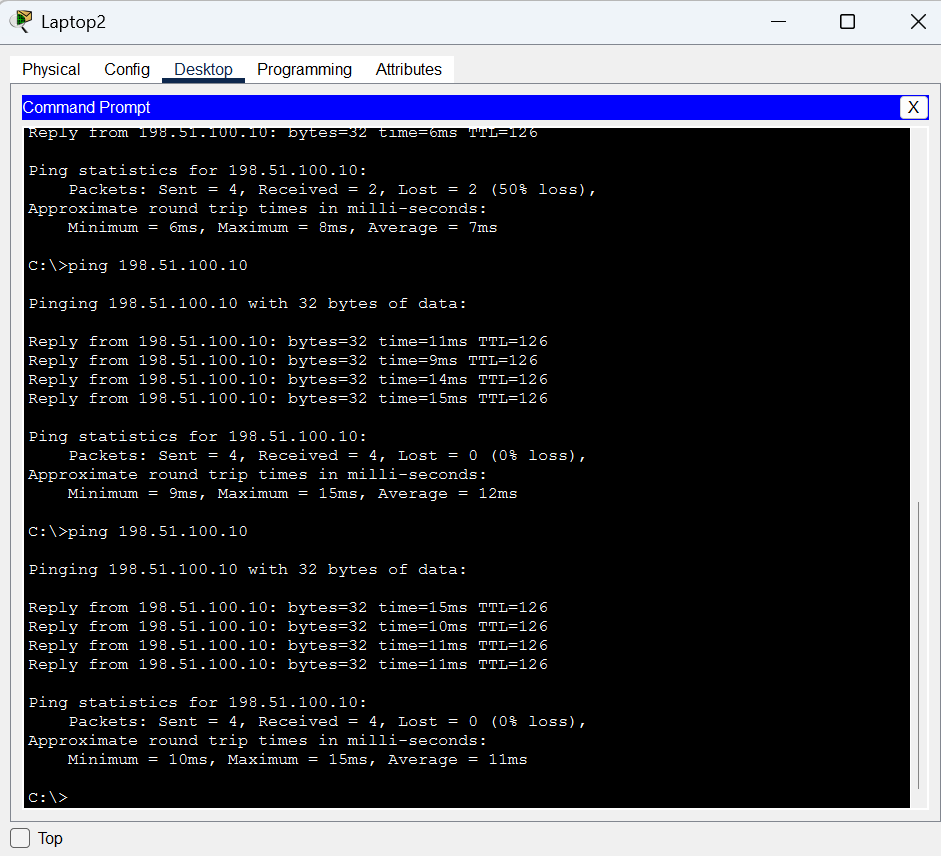 Laptop2
Physical Config Desktop Programming Attributes
Command Prompt X
Reply from 198.51.100.10: bytes=32 time=6ms TTL=126
Ping statistics for 198.51.100.10:
Packets: Sent = 4, Received = 2, Lost = 2 (50% loss),
Approximate round trip times in milli-seconds:
Minimum = 6ms, Maximum = 8ms, Average = 7ms
C:\>ping 198.51.100.10
Pinging 198.51.100.10 with 32 bytes of data:
Reply from 198.51.100.10: bytes=32 time=11ms TTL=126
Reply from 198.51.100.10: bytes=32 time=9ms TTL=126
Reply from 198.51.100.10: bytes=32 time=14ms TTL=126
Reply from 198.51.100.10: bytes=32 time=15ms TTL=126
Ping statistics for 198.51.100.10:
Packets: Sent = 4, Received = 4, Lost = 0 (0% loss),
Approximate round trip times in milli-seconds:
Minimum = 9ms, Maximum = 15ms, Average = 12ms
C:\>ping 198.51.100.10
Pinging 198.51.100.10 with 32 bytes of data:
Reply from 198.51.100.10: bytes=32 time=15ms TTL=126
Reply from 198.51.100.10: bytes=32 time=10ms TTL=126
Reply from 198.51.100.10: bytes=32 time=11ms TTL=126
Reply from 198.51.100.10: bytes=32 time=11ms TTL=126
Ping statistics for 198.51.100.10:
Packets: Sent = 4, Received = 4, Lost = 0 (0% loss),
Approximate round trip times in milli-seconds:
Minimum = 10ms, Maximum = 15ms, Average = 11ms
C:\>
Top